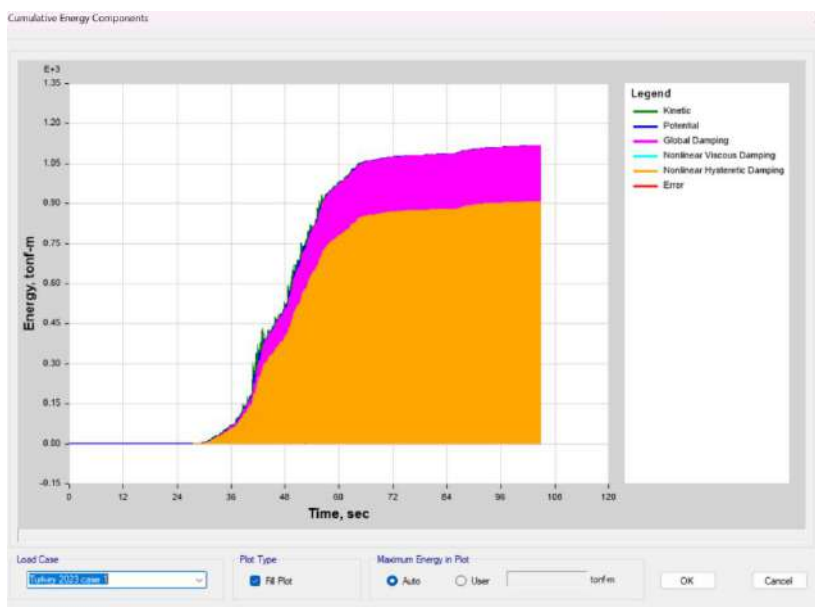 Cumulative Energy Components
E+3
1.35
1.20
1.05
0.90
0.75
0.60
0.45
0.30
0.15
0.00
-0.15
Energy, tonf-m
0 12 24 36 48 60 72 84 96 108 120
Time, sec
Legend
Kinetic
Potential
Global Damping
Nonlinear Viscous Damping
Nonlinear Hysteretic Damping
Error
Load Case
Turkey 2023 case 1
Plot Type
Fill Plot
Maximum Energy in Plot
Auto
User
tonf-m
OK
Cancel